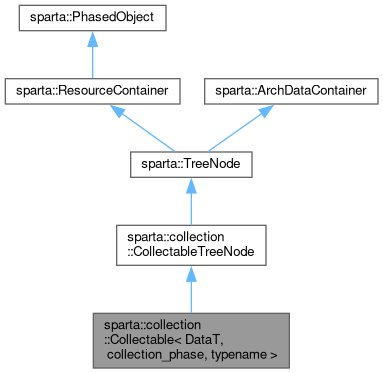 sparta::PhasedObject
sparta::ResourceContainer
sparta::ArchDataContainer
sparta::TreeNode
sparta::collection
::CollectableTreeNode
sparta::collection
::Collectable< DataT,
collection_phase, typename >